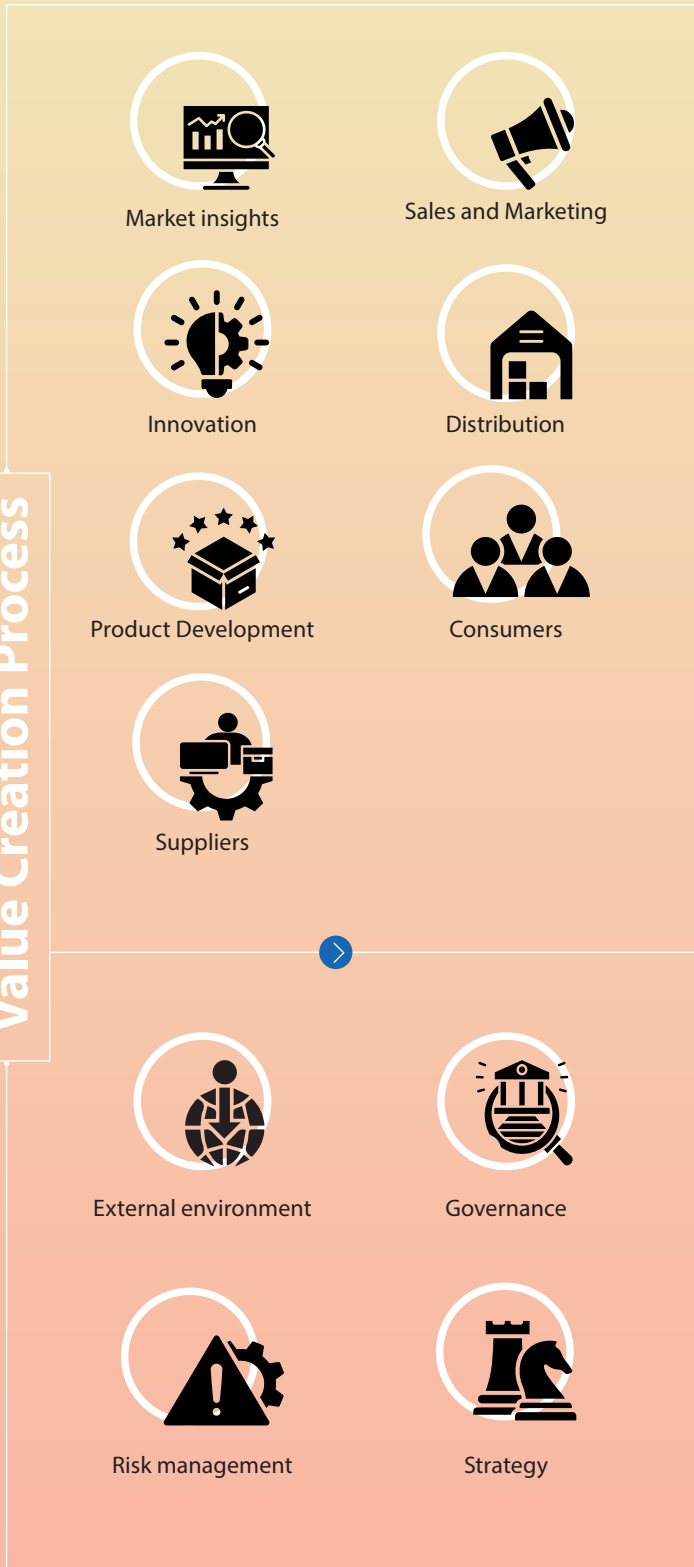 Market insights
Sales and Marketing
Innovation
Distribution
Product Development
Consumers
Suppliers
Value Creation Process
External environment
Governance
Risk management
Strategy